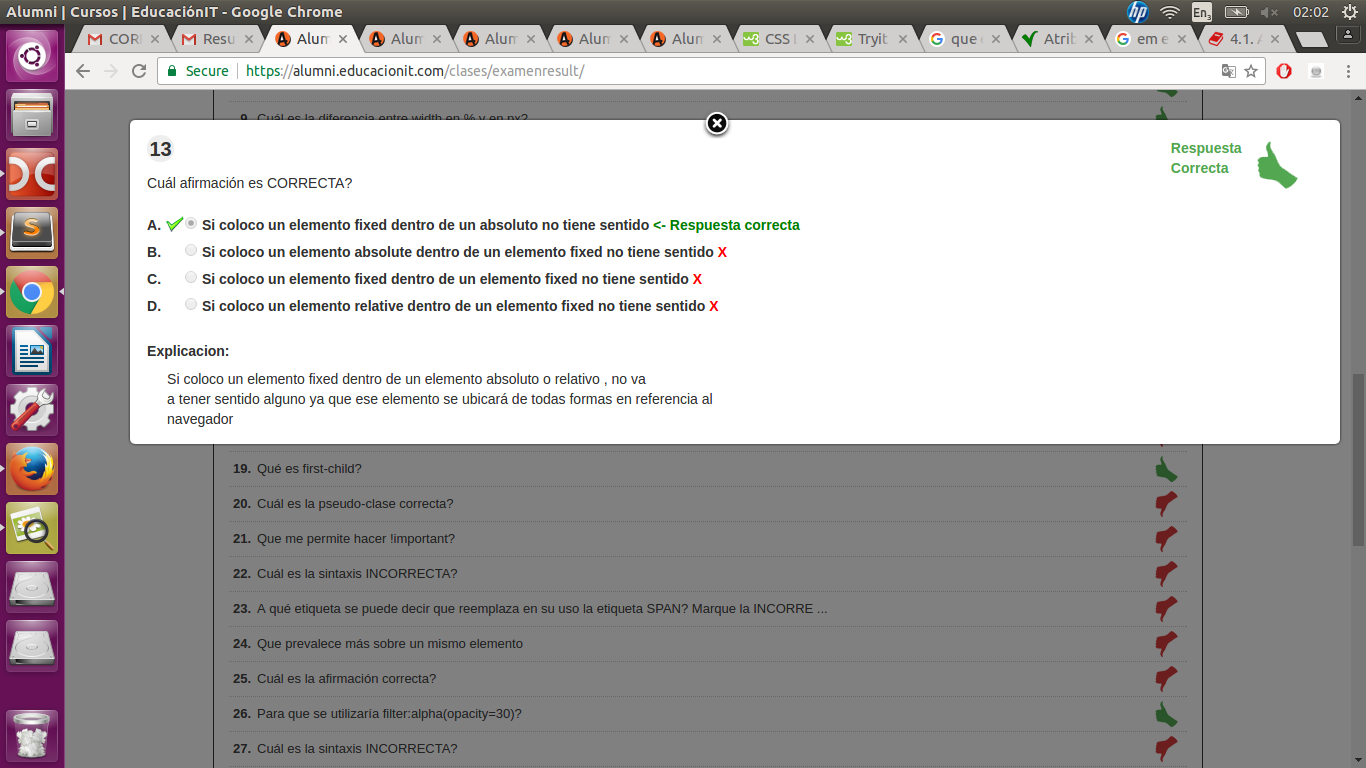 Alumni | Cursos | EducaciónIT - Google Chrome
hp
En3
02:02
COR
Resu
Alum
Alum
Alum
Alum
Alum
CSS
Tryit
que
Atrib
em e
4.1.
Secure
https://alumni.educacionit.com/clases/examenresult/
9. Cuál es la diferencia entre width en % y en px?
13
Respuesta
Correcta
Cuál afirmación es CORRECTA?
A. Si coloco un elemento fixed dentro de un absoluto no tiene sentido <- Respuesta correcta
B. Si coloco un elemento absolute dentro de un elemento fixed no tiene sentido X
C. Si coloco un elemento fixed dentro de un elemento fixed no tiene sentido X
D. Si coloco un elemento relative dentro de un elemento fixed no tiene sentido X
Explicacion:
Si coloco un elemento fixed dentro de un elemento absoluto o relativo , no va
a tener sentido alguno ya que ese elemento se ubicará de todas formas en referencia al
navegador
19. Qué es first-child?
20. Cuál es la pseudo-clase correcta?
21. Que me permite hacer !important?
22. Cuál es la sintaxis INCORRECTA?
23. A qué etiqueta se puede decir que reemplaza en su uso la etiqueta SPAN? Marque la INCORRE ...
24. Que prevalece más sobre un mismo elemento
25. Cuál es la afirmación correcta?
26. Para que se utilizaría filter:alpha(opacity=30)?
27. Cuál es la sintaxis INCORRECTA?